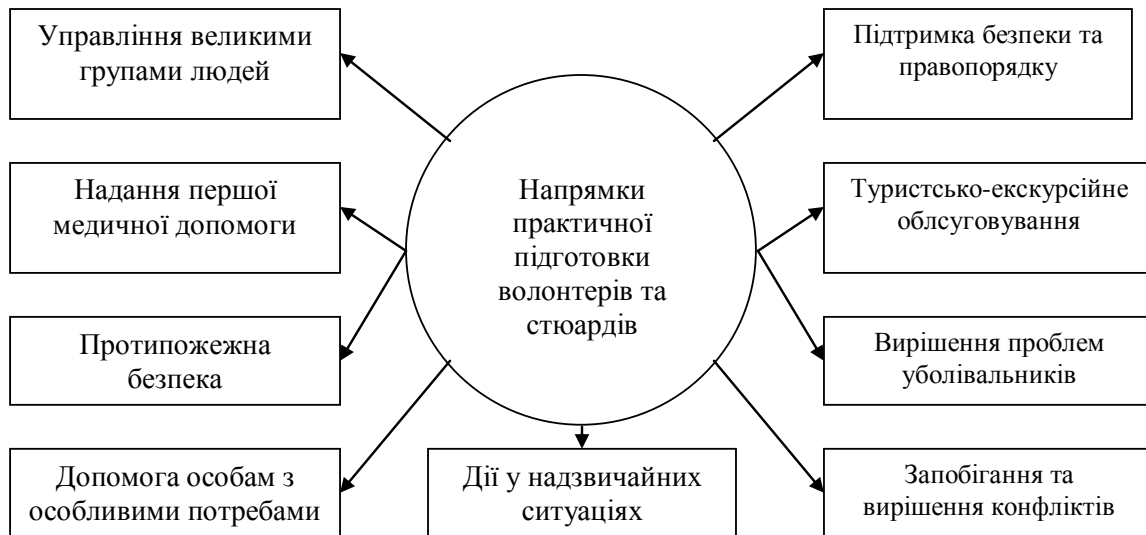 Управління великими
групами людей
Підтримка безпеки та
правопорядку
Надання першої
медичної допомоги
Напрямки
практичної
підготовки
волонтерів та
стюардів
Туристсько-екскурсійне
облсуговування
Протипожежна
безпека
Вирішення проблем
уболівальників
Допомога особам з
особливими потребами
Дії у надзвичайних
ситуаціях
Запобігання та
вирішення конфліктів